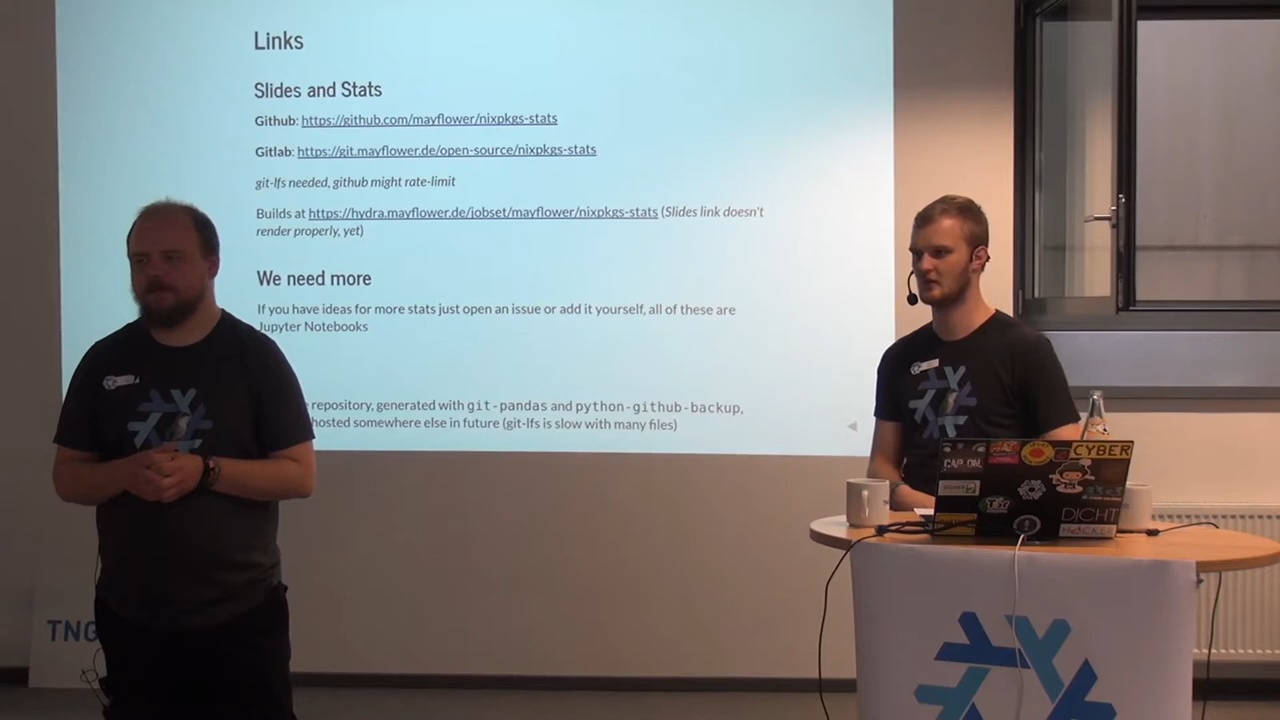 Links
Slides and Stats
Github: https://github.com/mayflower/nixpkgs-stats
Gitlab: https://git.mayflower.de/open-source/nixpkgs-stats
git-lfs needed, github might rate-limit
Builds at https://hydra.mayflower.de/jobset/mayflower/nixpkgs-stats (Slides link doesn't
render properly, yet)
We need more
If you have ideas for more stats just open an issue or add it yourself, all of these are
Jupyter Notebooks
repository, generated with git-pandas and python-github-backup,
hosted somewhere else in future (git-lfs is slow with many files)
CYBER
CAP ON.
DICHT
HACKER
TNG